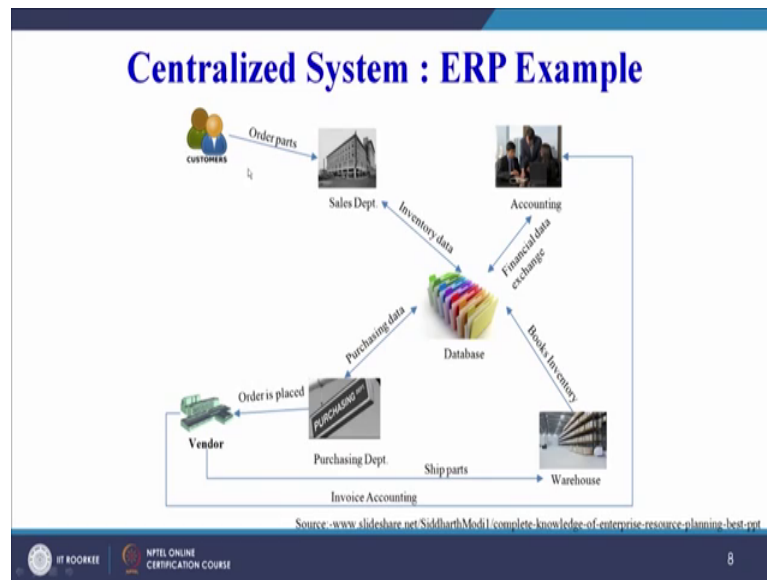 Centralized System : ERP Example
CUSTOMERS
Order parts
Sales Dept.
Accounting
Inventory data
Financial data
exchange
Database
Purchasing data
Books Inventory
Order is placed
PURCHASING
Vendor
Purchasing Dept.
Ship parts
Warehouse
Invoice Accounting
Source:-www.slideshare.net/SiddharthModi1/complete-knowledge-of-enterprise-resource-planning-best-ppt
IIT ROORKEE
NPTEL ONLINE
CERTIFICATION COURSE
8